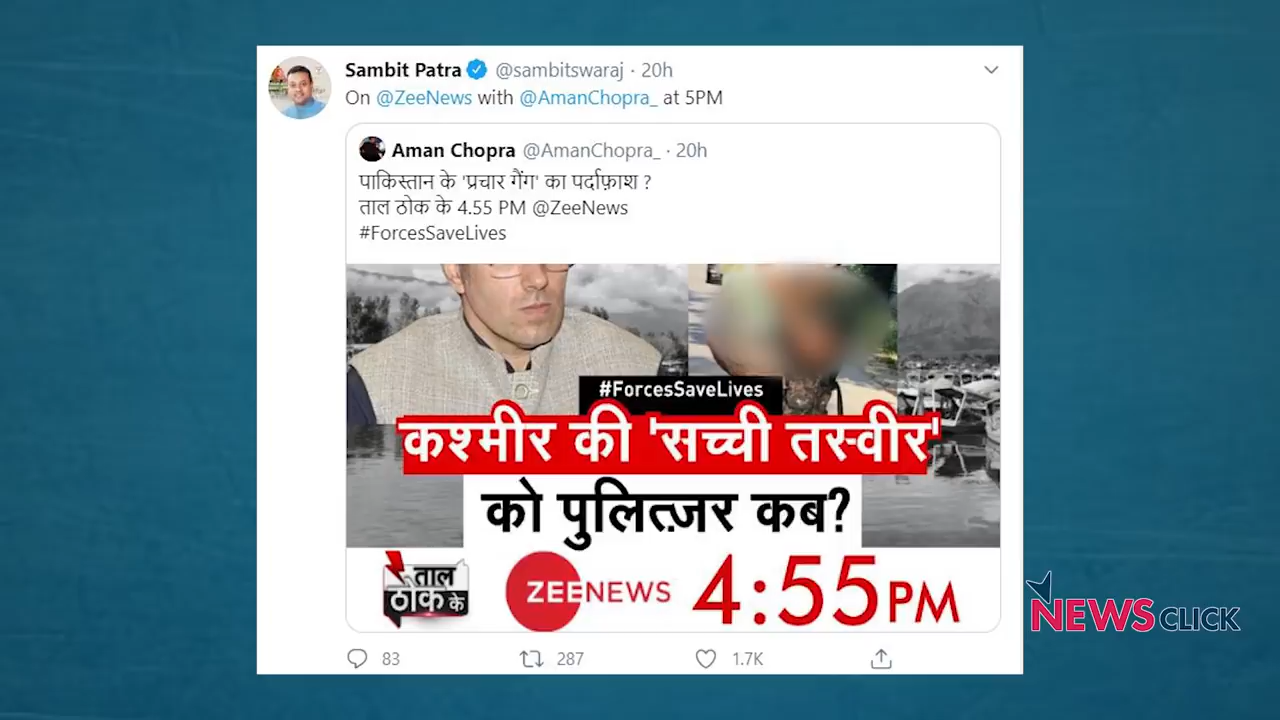 Sambit Patra @sambitswaraj · 20h
On @ZeeNews with @AmanChopra_ at 5PM
Aman Chopra @AmanChopra_ · 20h
पाकिस्तान के 'प्रचार गैंग' का पर्दाफ़ाश ?
ताल ठोक के 4.55 PM @ZeeNews
#ForcesSaveLives
#ForcesSaveLives
कश्मीर की 'सच्ची तस्वीर'
को पुलित्ज़र कब?
ताल
ठोक के
ZEENEWS
4:55PM
NEWSCLICK
83 287 1.7K